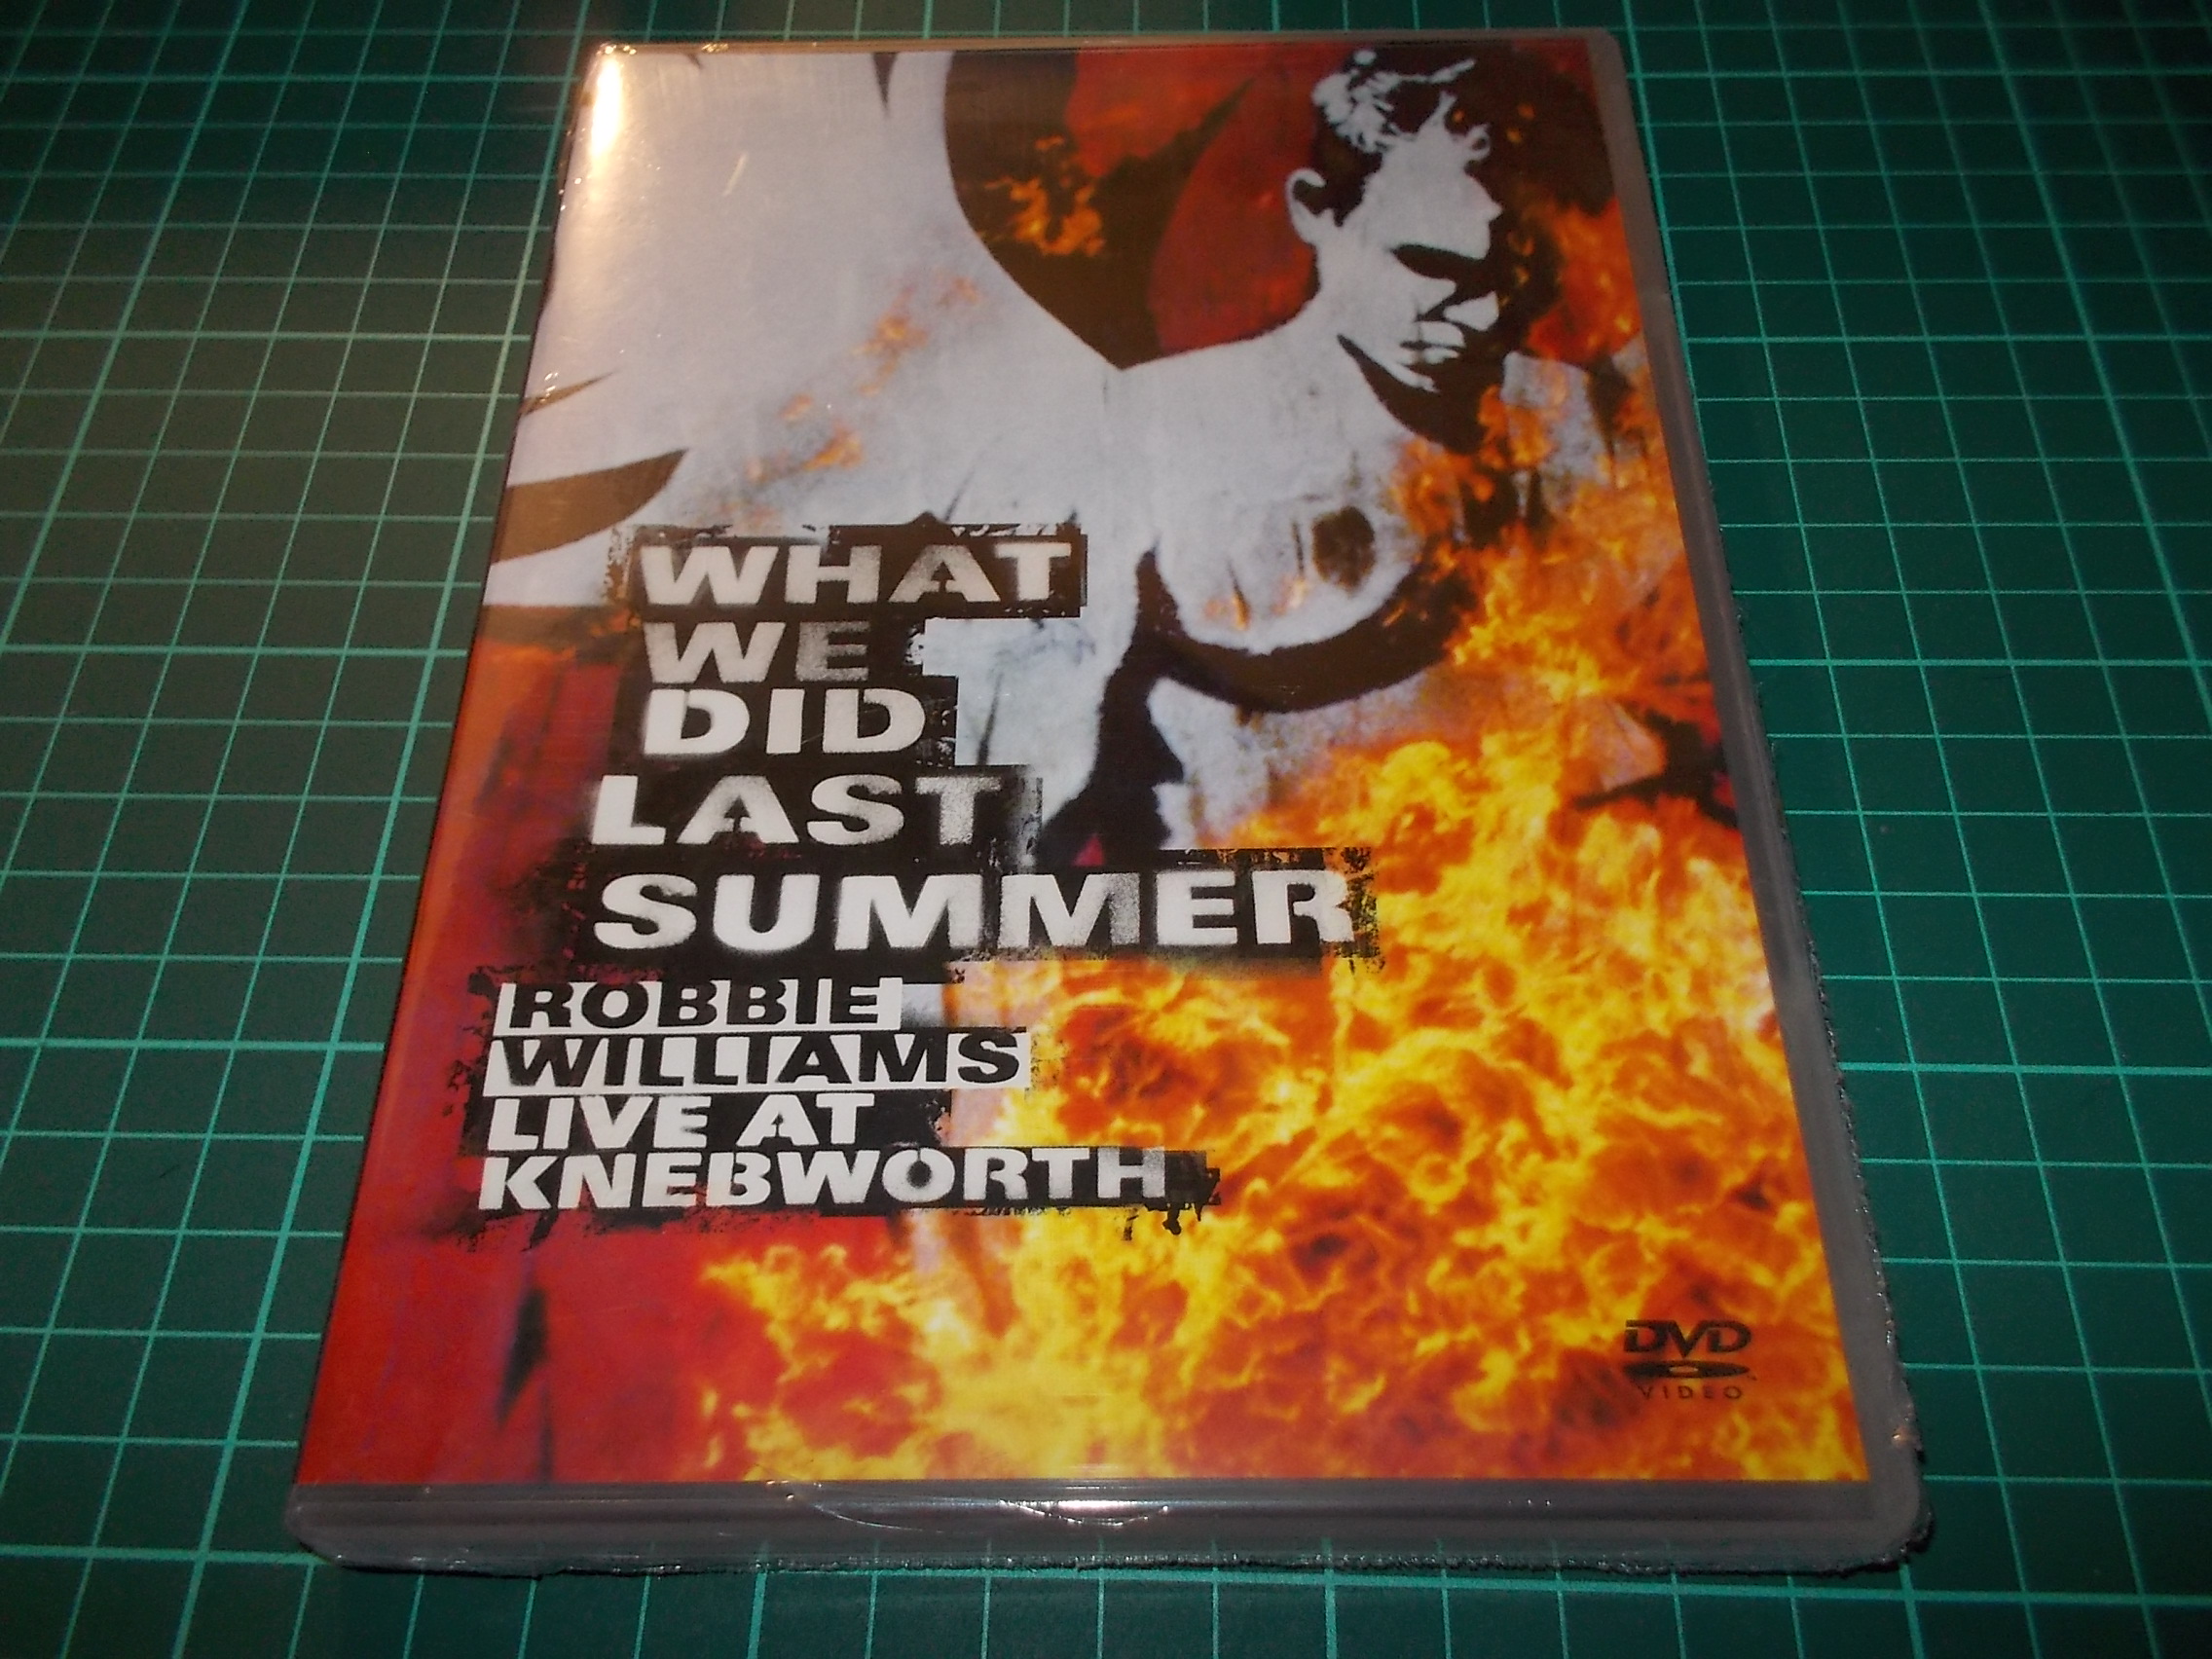 WHAT
WE
DID
LAST
SUMMER
ROBBIE
WILLIAMS
LIVE AT
KNEBWORTH
DVD
VIDEO